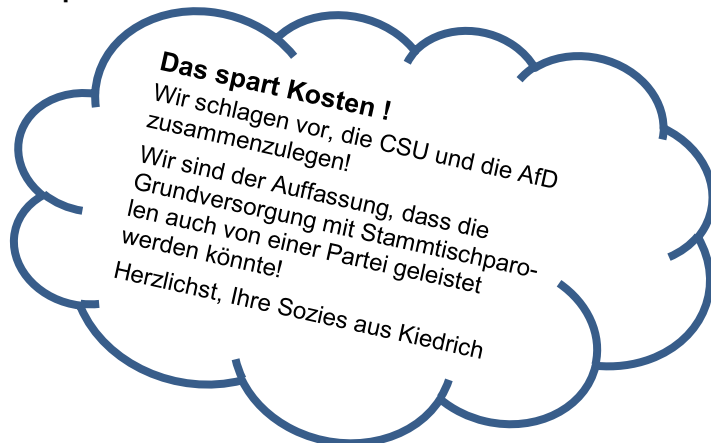 Das spart Kosten !
Wir schlagen vor, die CSU und die AfD
zusammenzulegen!
Wir sind der Auffassung, dass die
Grundversorgung mit Stammtischparo-
len auch von einer Partei geleistet
werden könnte!
Herzlichst, Ihre Sozies aus Kiedrich